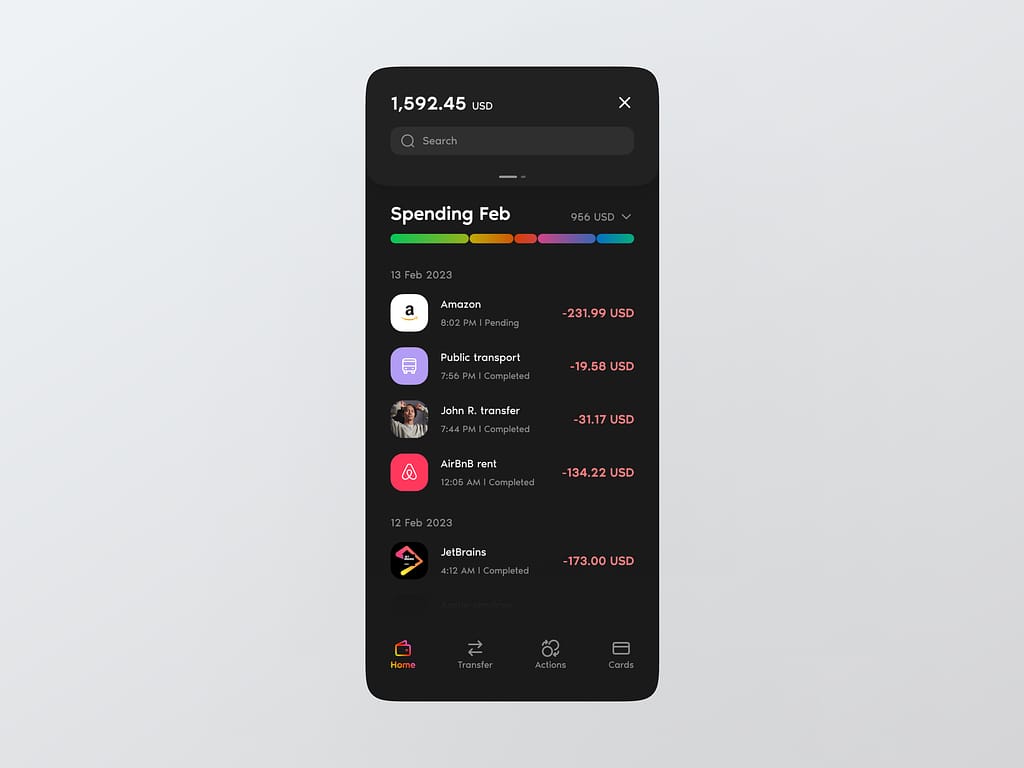 1,592.45 USD
Search
Spending Feb
956 USD
13 Feb 2023
a
Amazon
8:02 PM | Pending
-231.99 USD
Public transport
7:56 PM | Completed
-19.58 USD
John R. transfer
7:44 PM | Completed
-31.17 USD
AirBnB rent
12:05 AM | Completed
-134.22 USD
12 Feb 2023
JetBrains
4:12 AM | Completed
-173.00 USD
Home
Transfer
Actions
Cards